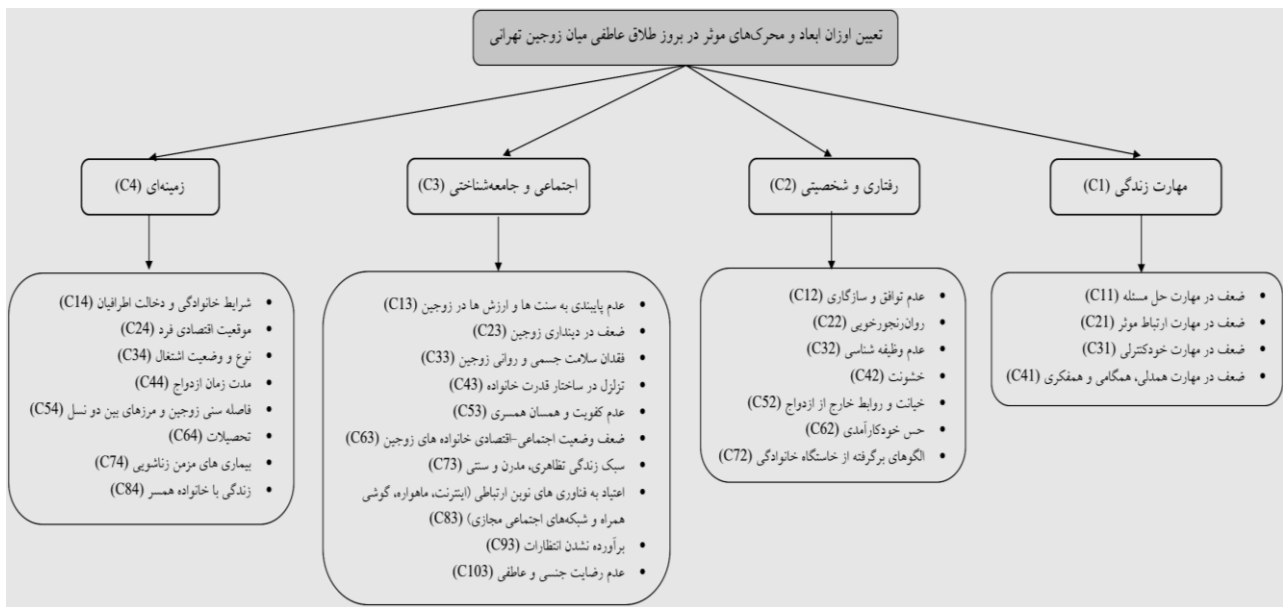 تعیین اوزان ابعاد و محرک‌های موثر در بروز طلاق عاطفی میان زوجین تهرانی
مهارت زندگی (C1)
رفتاری و شخصیتی (C2)
اجتماعی و جامعه‌شناختی (C3)
زمینه‌ای (C4)
• ضعف در مهارت حل مسئله (C11)
• ضعف در مهارت ارتباط موثر (C21)
• ضعف در مهارت خودکنترلی (C31)
• ضعف در مهارت همدلی، همگامی و همفکری (C41)
• عدم توافق و سازگاری (C12)
• روان‌رنجورخویی (C22)
• عدم وظیفه شناسی (C32)
• خشونت (C42)
• خیانت و روابط خارج از ازدواج (C52)
• حس خودکارآمدی (C62)
• الگوهای برگرفته از خاستگاه خانوادگی (C72)
• عدم پایبندی به سنت ها و ارزش ها در زوجین (C13)
• ضعف در دینداری زوجین (C23)
• فقدان سلامت جسمی و روانی زوجین (C33)
• تزلزل در ساختار قدرت خانواده (C43)
• عدم کفویت و همسان همسری (C53)
• ضعف وضعیت اجتماعی-اقتصادی خانواده های زوجین (C63)
• سبک زندگی تظاهری، مدرن و سنتی (C73)
• اعتیاد به فناوری های نوین ارتباطی (اینترنت، ماهواره، گوشی
همراه و شبکه‌های اجتماعی مجازی) (C83)
• برآورده نشدن انتظارات (C93)
• عدم رضایت جنسی و عاطفی (C103)
• شرایط خانوادگی و دخالت اطرافیان (C14)
• موقعیت اقتصادی فرد (C24)
• نوع و وضعیت اشتغال (C34)
• مدت زمان ازدواج (C44)
• فاصله سنی زوجین و مرزهای بین دو نسل (C54)
• تحصیلات (C64)
• بیماری های مزمن زناشویی (C74)
• زندگی با خانواده همسر (C84)